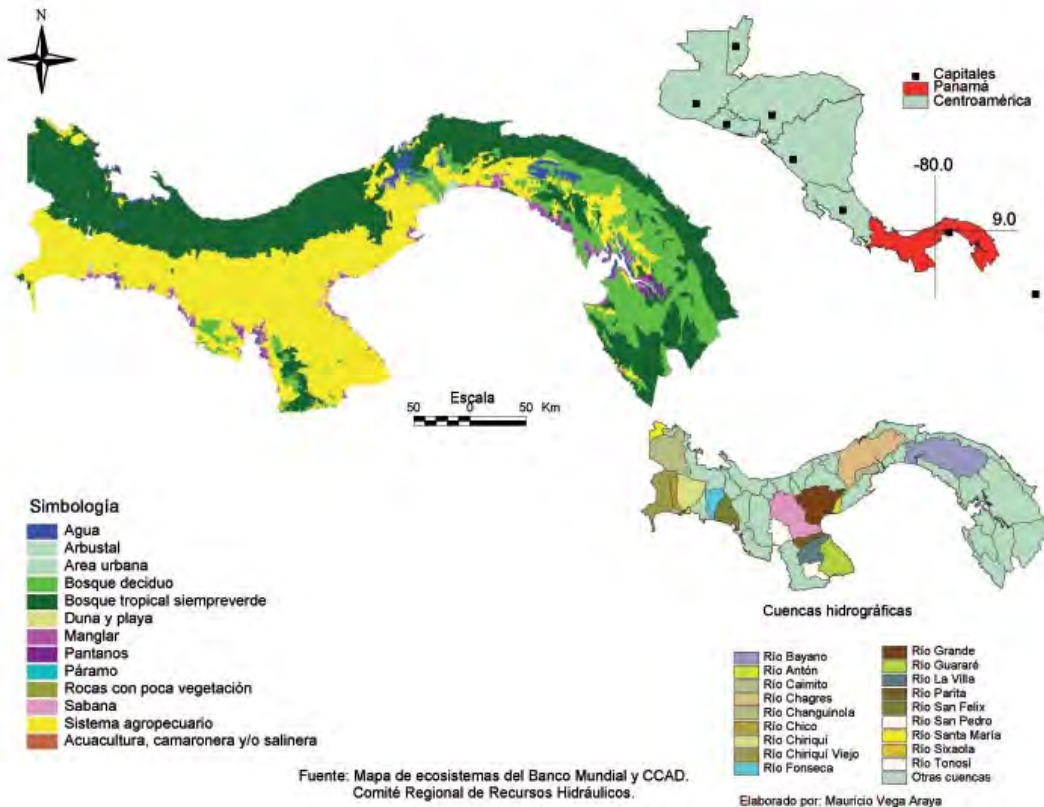 N
Capitales
Panamá
Centroamérica
-80.0
9.0
Escala
50 0 50 Km
Simbología
Agua
Arbustal
Area urbana
Bosque deciduo
Bosque tropical siempreverde
Duna y playa
Manglar
Pantanos
Páramo
Rocas con poca vegetación
Sabana
Sistema agropecuario
Acuacultura, camaronera y/o salinera
Cuencas hidrográficas
Río Bayano
Río Antón
Río Caimito
Río Chagres
Río Changuinola
Río Chico
Río Chiriquí
Río Chiriquí Viejo
Río Fonseca
Río Grande
Río Guararé
Río La Villa
Río Parita
Río San Felix
Río San Pedro
Río Santa María
Río Sixaola
Río Tonosí
Otras cuencas
Fuente: Mapa de ecosistemas del Banco Mundial y CCAD.
Comité Regional de Recursos Hidráulicos.
Elaborado por: Mauricio Vega Araya